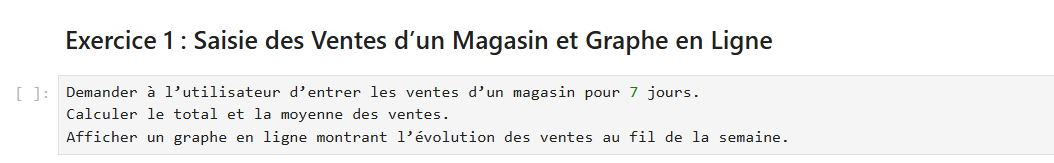 Exercice 1 : Saisie des Ventes d’un Magasin et Graphe en Ligne
[ ]: Demander à l’utilisateur d’entrer les ventes d’un magasin pour 7 jours.
Calculer le total et la moyenne des ventes.
Afficher un graphe en ligne montrant l’évolution des ventes au fil de la semaine.